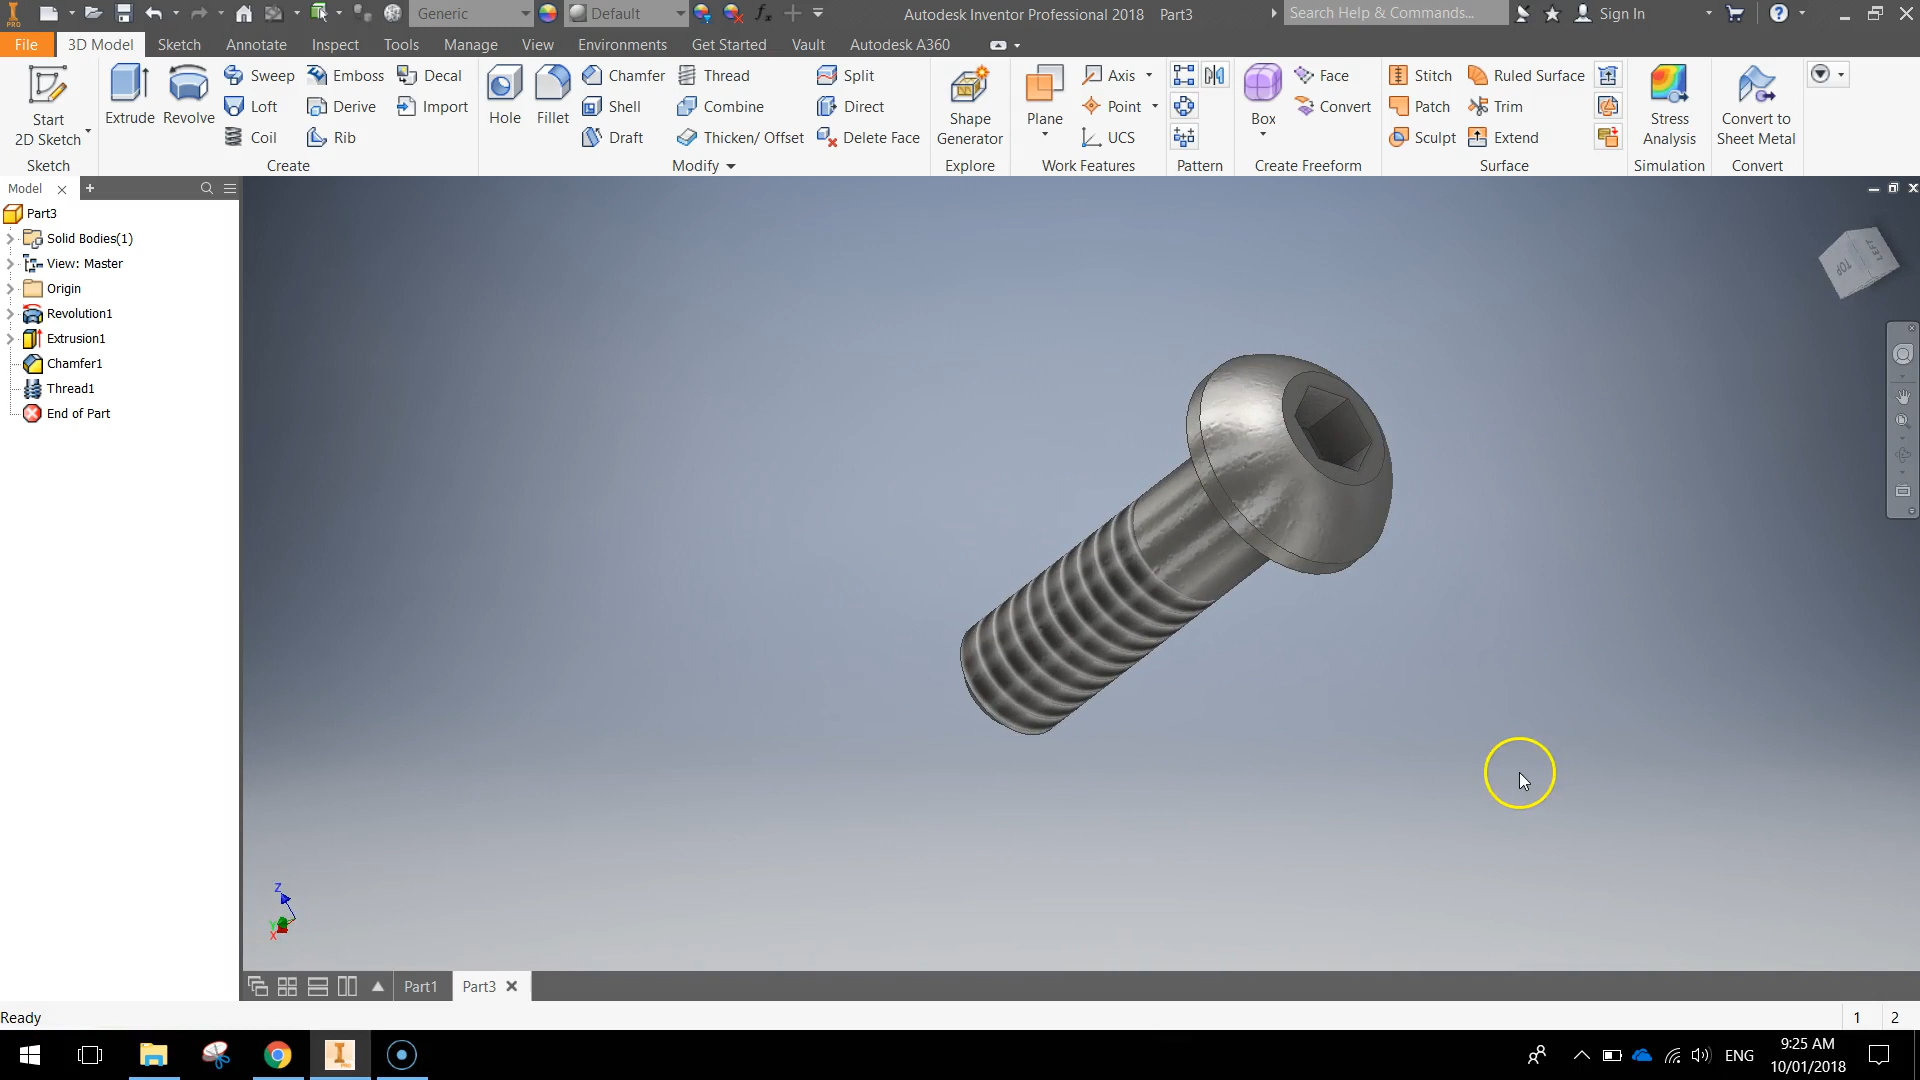 Generic Default Autodesk Inventor Professional 2018 Part3 Search Help & Commands... Sign In
File 3D Model Sketch Annotate Inspect Tools Manage View Environments Get Started Vault Autodesk A360
Start 2D Sketch
Extrude Revolve Sweep Loft Coil Emboss Derive Rib Decal Import
Hole Fillet Chamfer Shell Draft Thread Combine Thicken/ Offset Split Direct Delete Face
Shape Generator
Plane Axis Point UCS
Box Face Convert
Stitch Patch Sculpt Ruled Surface Trim Extend
Stress Analysis
Convert to Sheet Metal
Sketch Create Modify Explore Work Features Pattern Create Freeform Surface Simulation Convert
Model
Part3
Solid Bodies(1)
View: Master
Origin
Revolution1
Extrusion1
Chamfer1
Thread1
End of Part
TOP LEFT
Z
Y
X
Part1 Part3
Ready 1 2
ENG 9:25 AM
10/01/2018